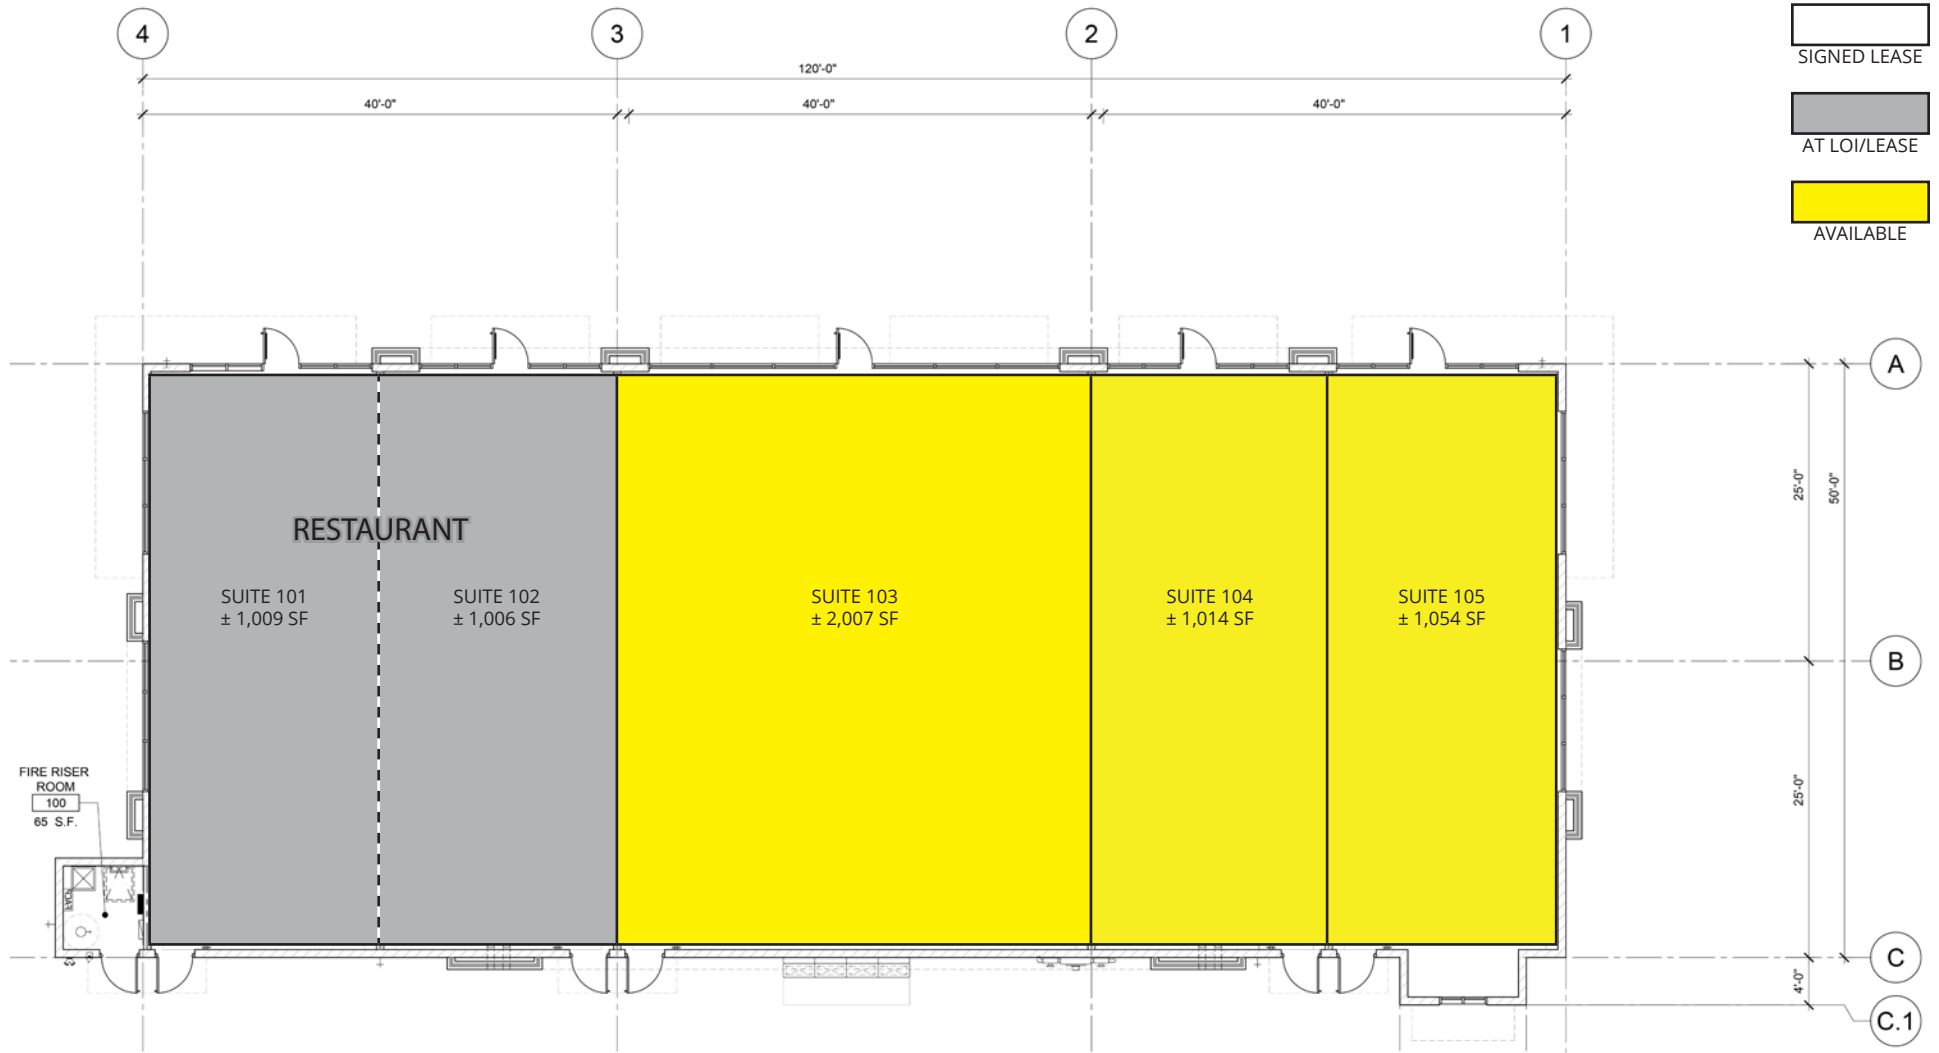 4
3
2
1
120'-0"
40'-0"
40'-0"
40'-0"
SIGNED LEASE
AT LOI/LEASE
AVAILABLE
A
B
C
C.1
25'-0"
50'-0"
25'-0"
4'-0"
RESTAURANT
SUITE 101
± 1,009 SF
SUITE 102
± 1,006 SF
SUITE 103
± 2,007 SF
SUITE 104
± 1,014 SF
SUITE 105
± 1,054 SF
FIRE RISER
ROOM
100
65 S.F.
FACP